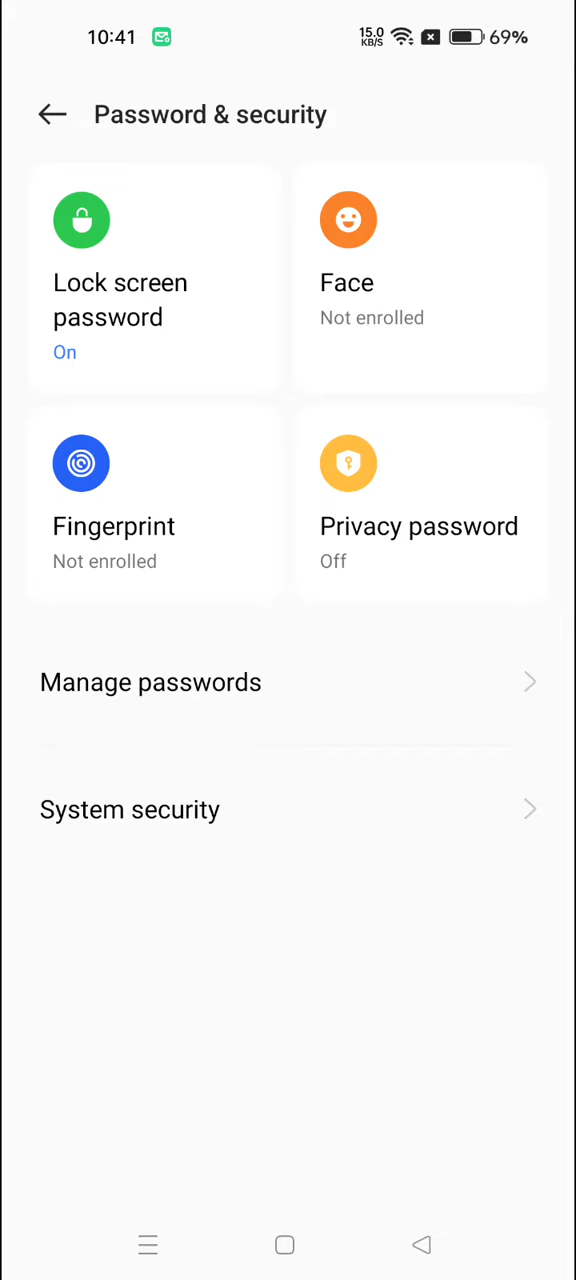 10:41 15.0 KB/S 69%
Password & security
Lock screen
password
On
Face
Not enrolled
Fingerprint
Not enrolled
Privacy password
Off
Manage passwords
System security